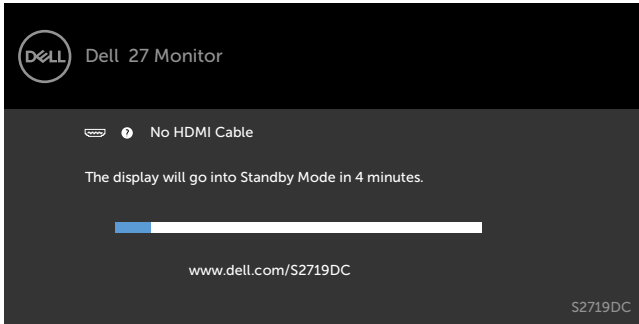 DELL Dell 27 Monitor
? No HDMI Cable
The display will go into Standby Mode in 4 minutes.
www.dell.com/S2719DC
S2719DC